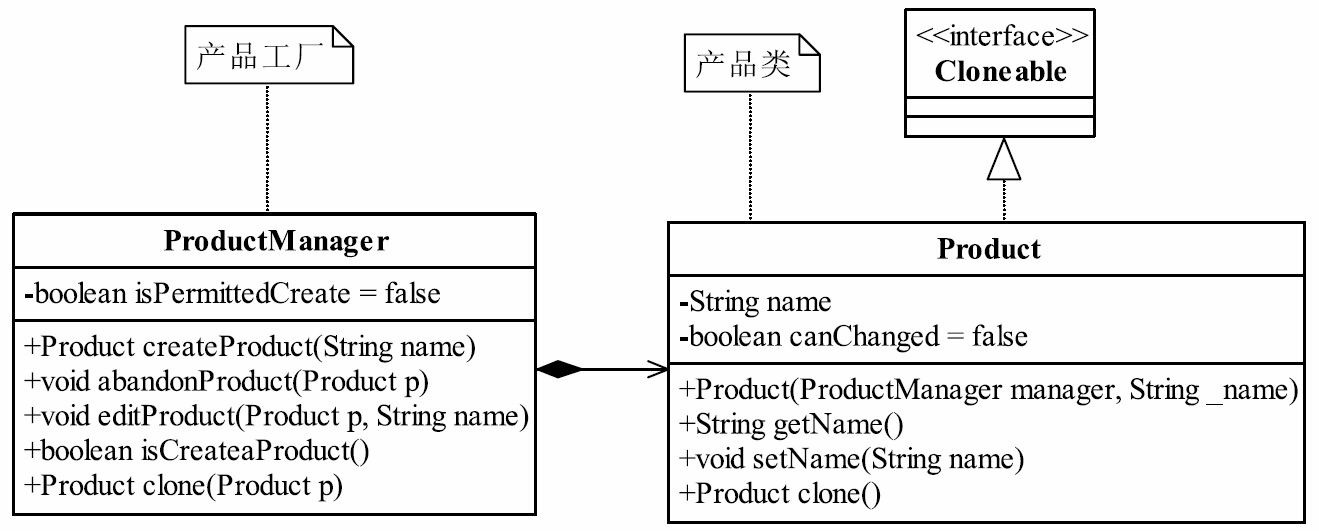 产品工厂
产品类
<<interface>>
Cloneable
ProductManager
-boolean isPermittedCreate = false
+Product createProduct(String name)
+void abandonProduct(Product p)
+void editProduct(Product p, String name)
+boolean isCreateaProduct()
+Product clone(Product p)
Product
-String name
-boolean canChanged = false
+Product(ProductManager manager, String _name)
+String getName()
+void setName(String name)
+Product clone()